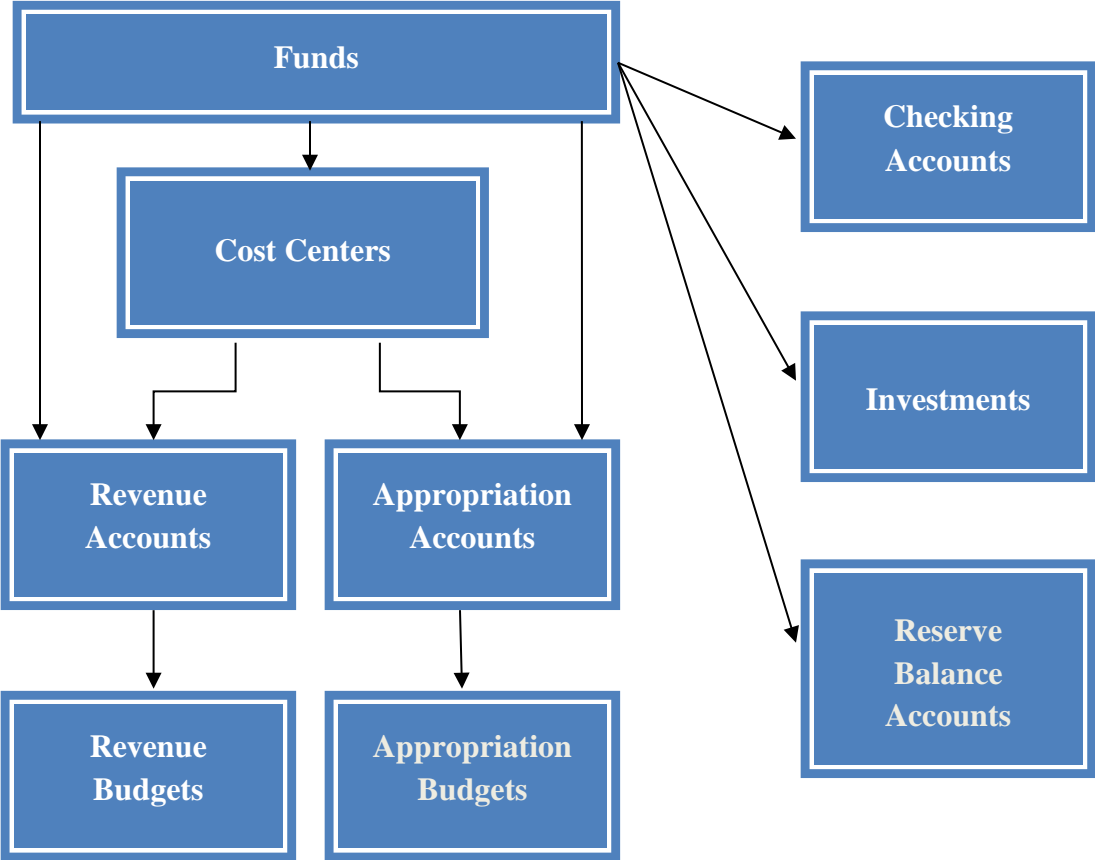 Funds
Checking
Accounts
Cost Centers
Investments
Revenue
Accounts
Appropriation
Accounts
Reserve
Balance
Accounts
Revenue
Budgets
Appropriation
Budgets